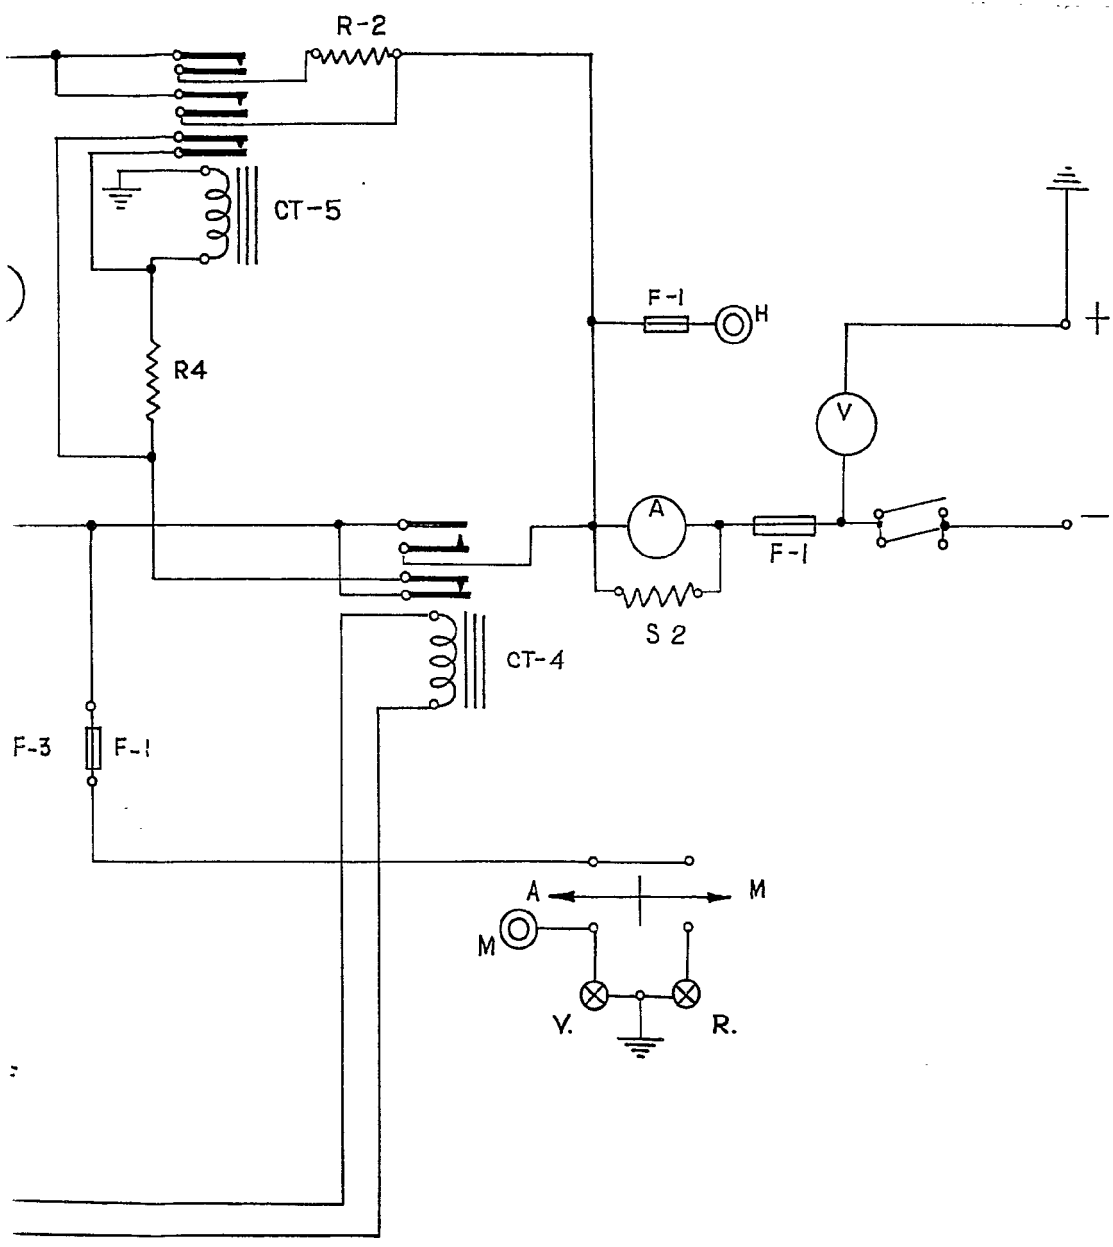 R-2
CT-5
F-1
H
+
R4
V
A
—
F-1
S 2
CT-4
F-3 F-1
A M
M
V. R.